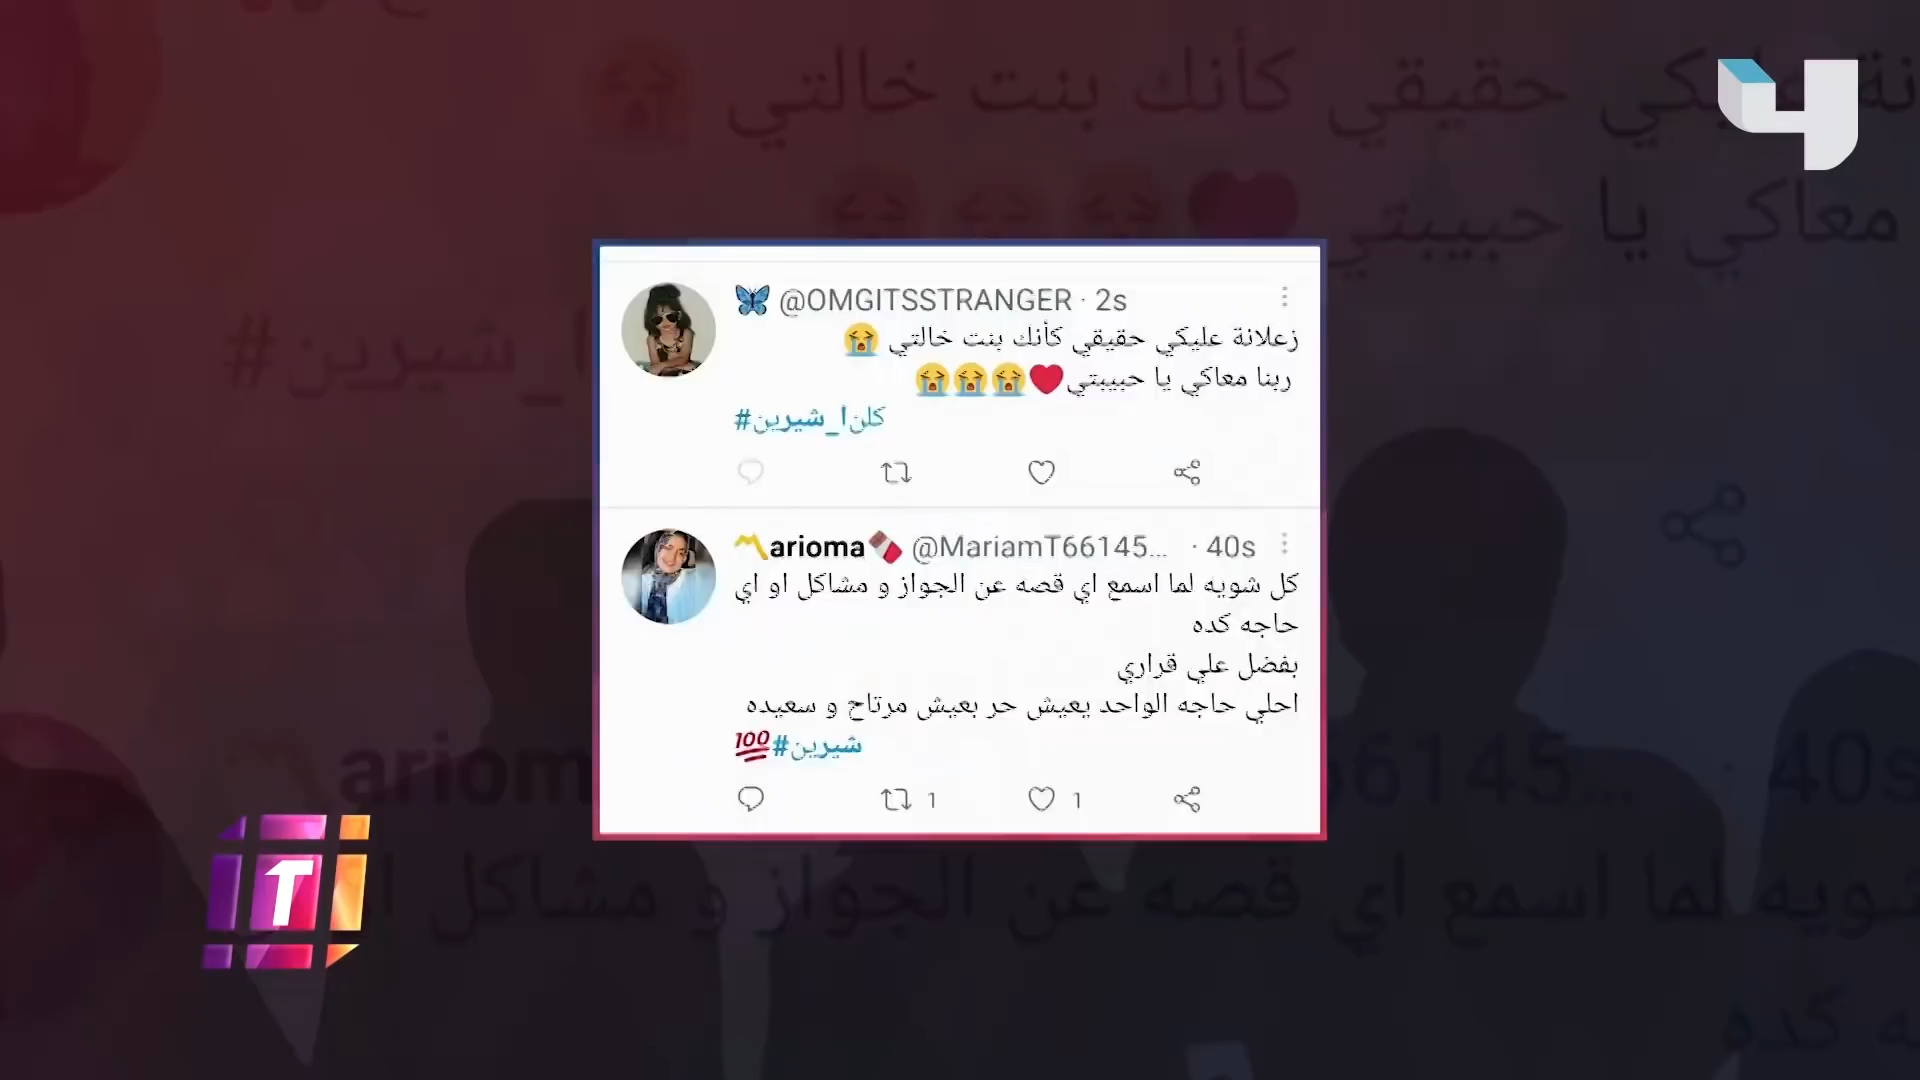 🦋 @OMGITSSTRANGER · 2s
زعلانة عليكي حقيقي كأنك بنت خالتي 😭
ربنا معاكي يا حبيبتي❤️😭😭😭
#كلنا_شيرين
〽️arioma🍫 @MariamT66145... · 40s
كل شويه لما اسمع اي قصه عن الجواز و مشاكل او اي
حاجه كده
بفضل علي قراري
احلي حاجه الواحد يعيش حر بعيش مرتاح و سعيده
💯#شيرين
1 1
T